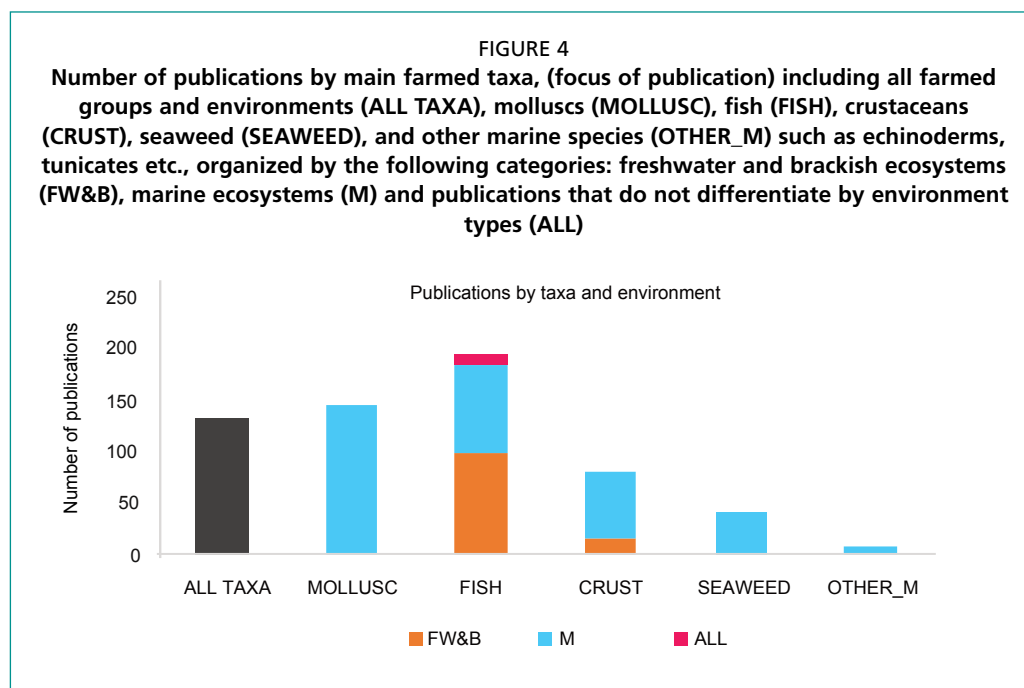 FIGURE 4
Number of publications by main farmed taxa, (focus of publication) including all farmed
groups and environments (ALL TAXA), molluscs (MOLLUSC), fish (FISH), crustaceans
(CRUST), seaweed (SEAWEED), and other marine species (OTHER_M) such as echinoderms,
tunicates etc., organized by the following categories: freshwater and brackish ecosystems
(FW&B), marine ecosystems (M) and publications that do not differentiate by environment
types (ALL)
Publications by taxa and environment
Number of publications
250
200
150
100
50
0
ALL TAXA MOLLUSC FISH CRUST SEAWEED OTHER_M
FW&B M ALL